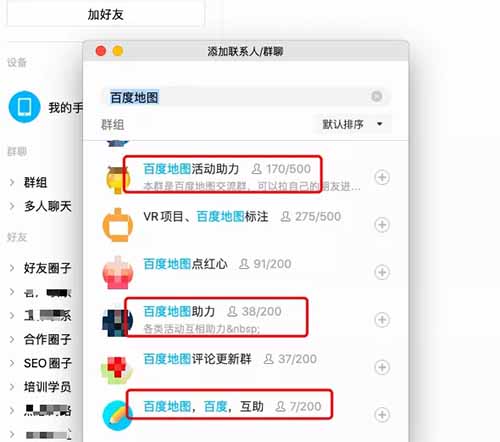 加好友
设备
我的手
群聊
群组
多人聊天
好友
好友圈子
合作圈子
SEO圈子
培训学员
添加联系人/群聊
百度地图
群组
默认排序
百度地图活动助力 170/500
本群是百度地图交流群，可以拉自己的朋友进…
VR项目、百度地图标注 275/500
百度地图点红心 91/200
百度地图助力 38/200
各类活动互相助力&nbsp;
百度地图评论更新群 37/200
百度地图，百度，互助 7/200